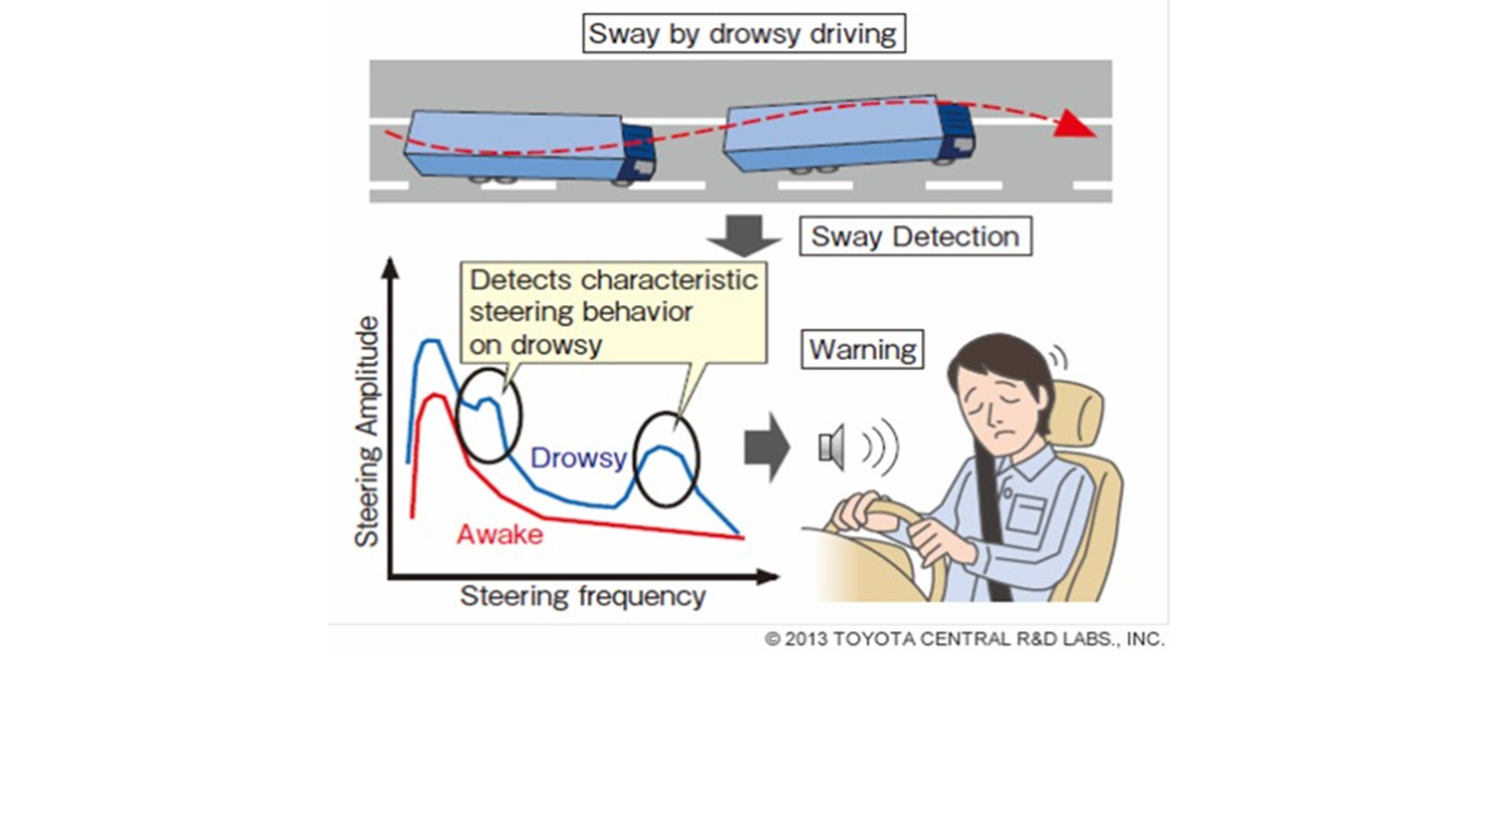 Sway by drowsy driving
Sway Detection
Detects characteristic
steering behavior
on drowsy
Warning
Steering Amplitude
Drowsy
Awake
Steering frequency
© 2013 TOYOTA CENTRAL R&D LABS., INC.